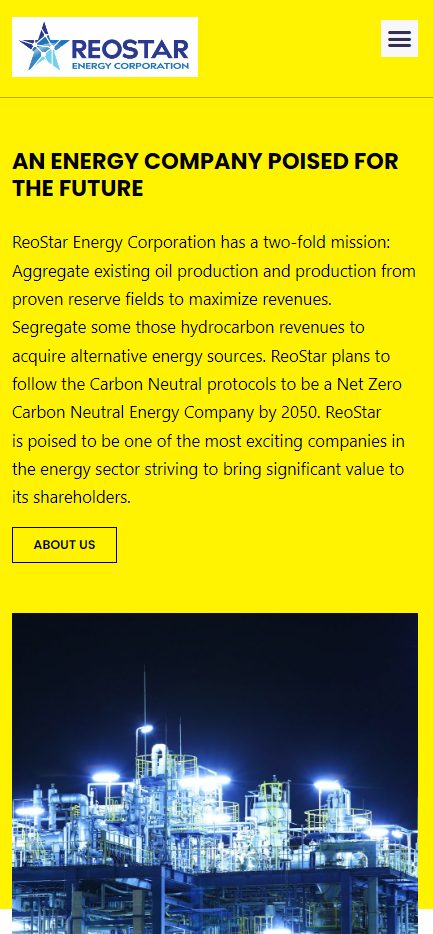 REOSTAR
ENERGY CORPORATION
AN ENERGY COMPANY POISED FOR
THE FUTURE
ReoStar Energy Corporation has a two-fold mission:
Aggregate existing oil production and production from
proven reserve fields to maximize revenues.
Segregate some those hydrocarbon revenues to
acquire alternative energy sources. ReoStar plans to
follow the Carbon Neutral protocols to be a Net Zero
Carbon Neutral Energy Company by 2050. ReoStar
is poised to be one of the most exciting companies in
the energy sector striving to bring significant value to
its shareholders.
ABOUT US